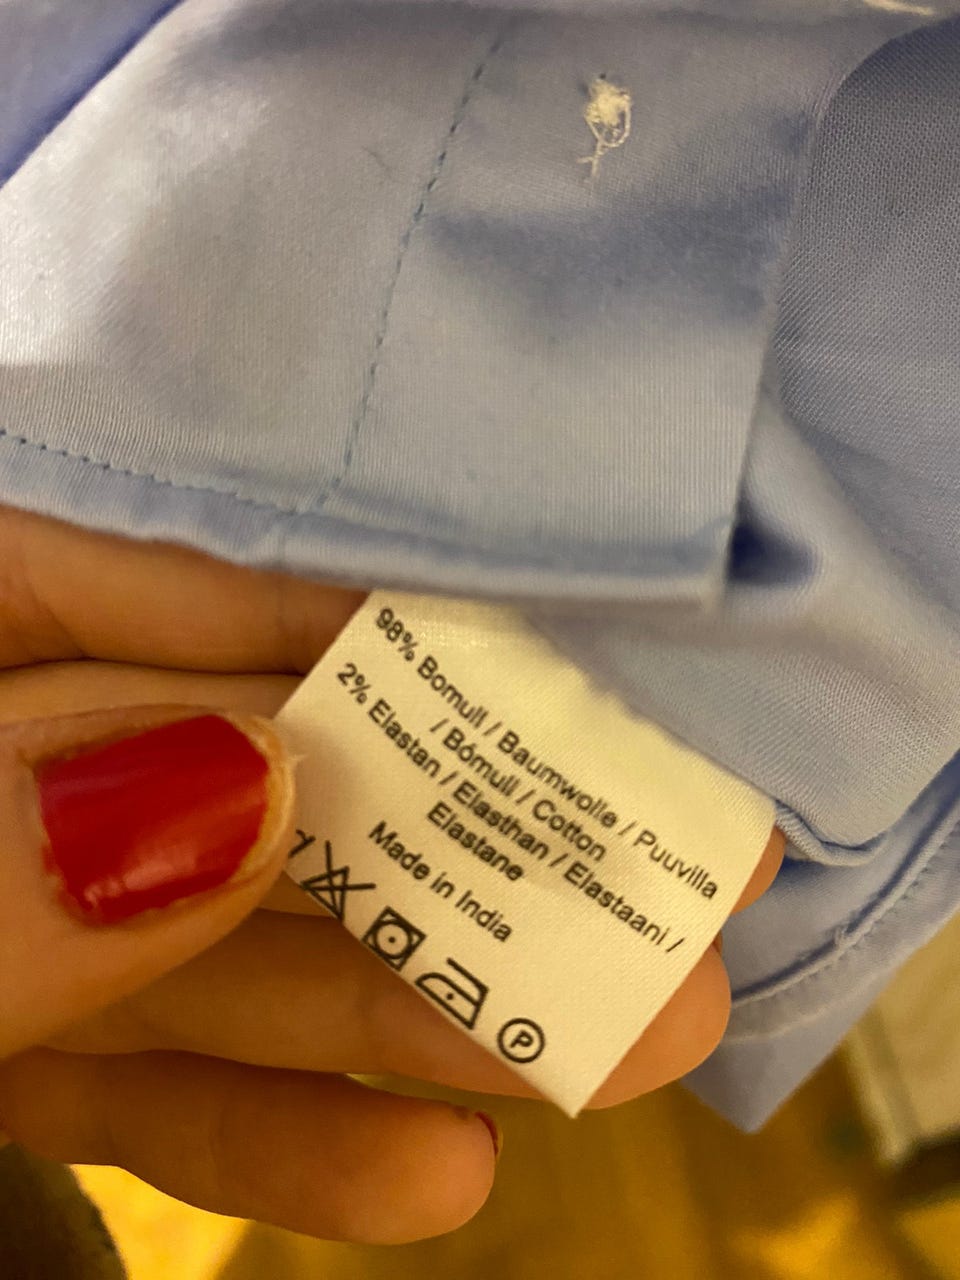 98% Bomull / Baumwolle / Puuvilla
/ Bómull / Cotton
2% Elastan / Elasthan / Elastaani /
Elastane
Made in India
P